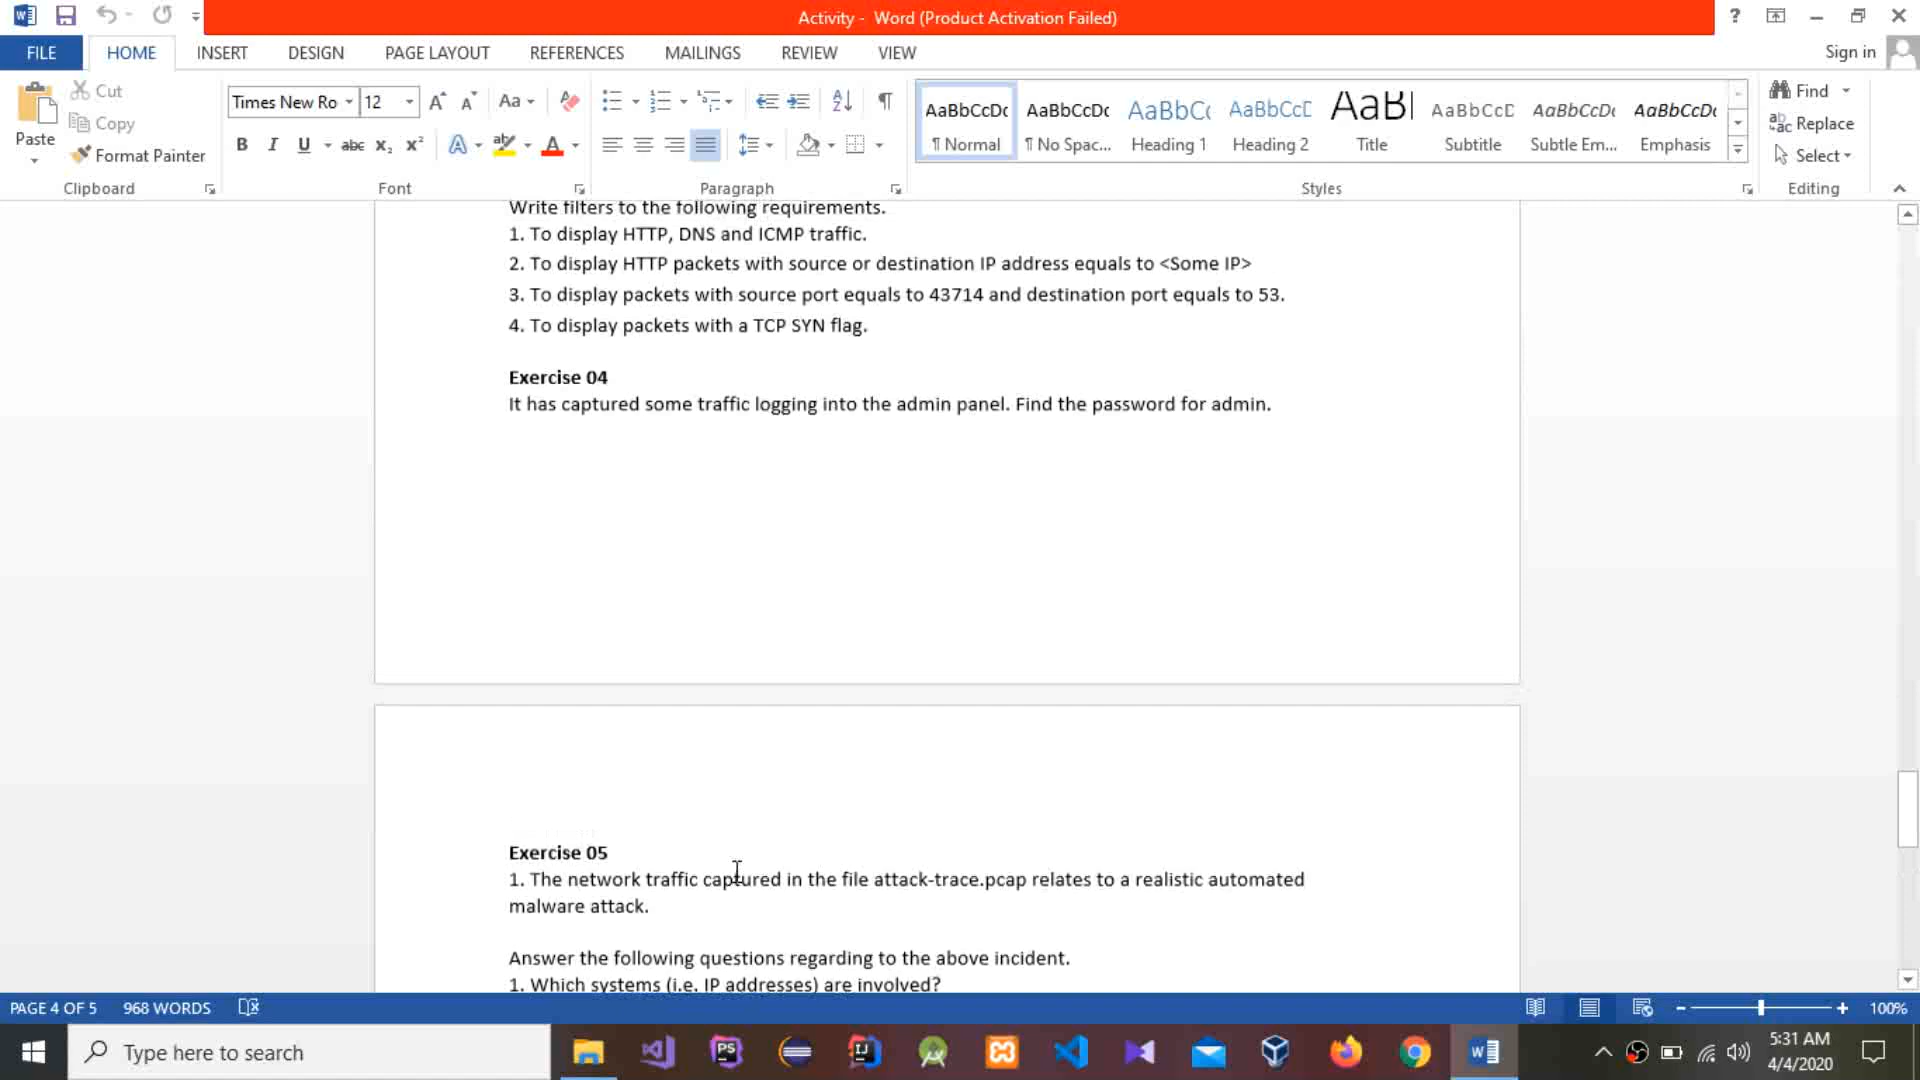 Activity -  Word (Product Activation Failed)
FILE HOME INSERT DESIGN PAGE LAYOUT REFERENCES MAILINGS REVIEW VIEW Sign in
Paste Cut Copy Format Painter
Clipboard
Times New Ro 12 Aa
B I U abc x₂ x² A A
Font
Paragraph
AaBbCcDc AaBbCcDc AaBbCc AaBbCcC AaBl AaBbCcD AaBbCcDc AaBbCcDc
¶ Normal ¶ No Spac... Heading 1 Heading 2 Title Subtitle Subtle Em... Emphasis
Styles
Find
Replace
Select
Editing
Write filters to the following requirements.
1. To display HTTP, DNS and ICMP traffic.
2. To display HTTP packets with source or destination IP address equals to <Some IP>
3. To display packets with source port equals to 43714 and destination port equals to 53.
4. To display packets with a TCP SYN flag.
Exercise 04
It has captured some traffic logging into the admin panel. Find the password for admin.
Exercise 05
1. The network traffic captured in the file attack-trace.pcap relates to a realistic automated
malware attack.
Answer the following questions regarding to the above incident.
1. Which systems (i.e. IP addresses) are involved?
PAGE 4 OF 5 968 WORDS 100%
Type here to search
5:31 AM
4/4/2020